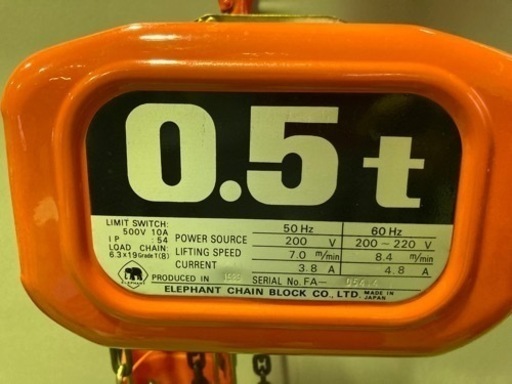 0.5 t
LIMIT SWITCH:
500V 10A
IP 54
LOAD CHAIN:
6.3×19 Grade T(8)
50 Hz 60 Hz
POWER SOURCE 200 V 200~220 V
LIFTING SPEED 7.0 m/min 8.4 m/min
CURRENT 3.8 A 4.8 A
ELEPHANT
PRODUCED IN SERIAL No. FA-
ELEPHANT CHAIN BLOCK CO., LTD. MADE IN JAPAN